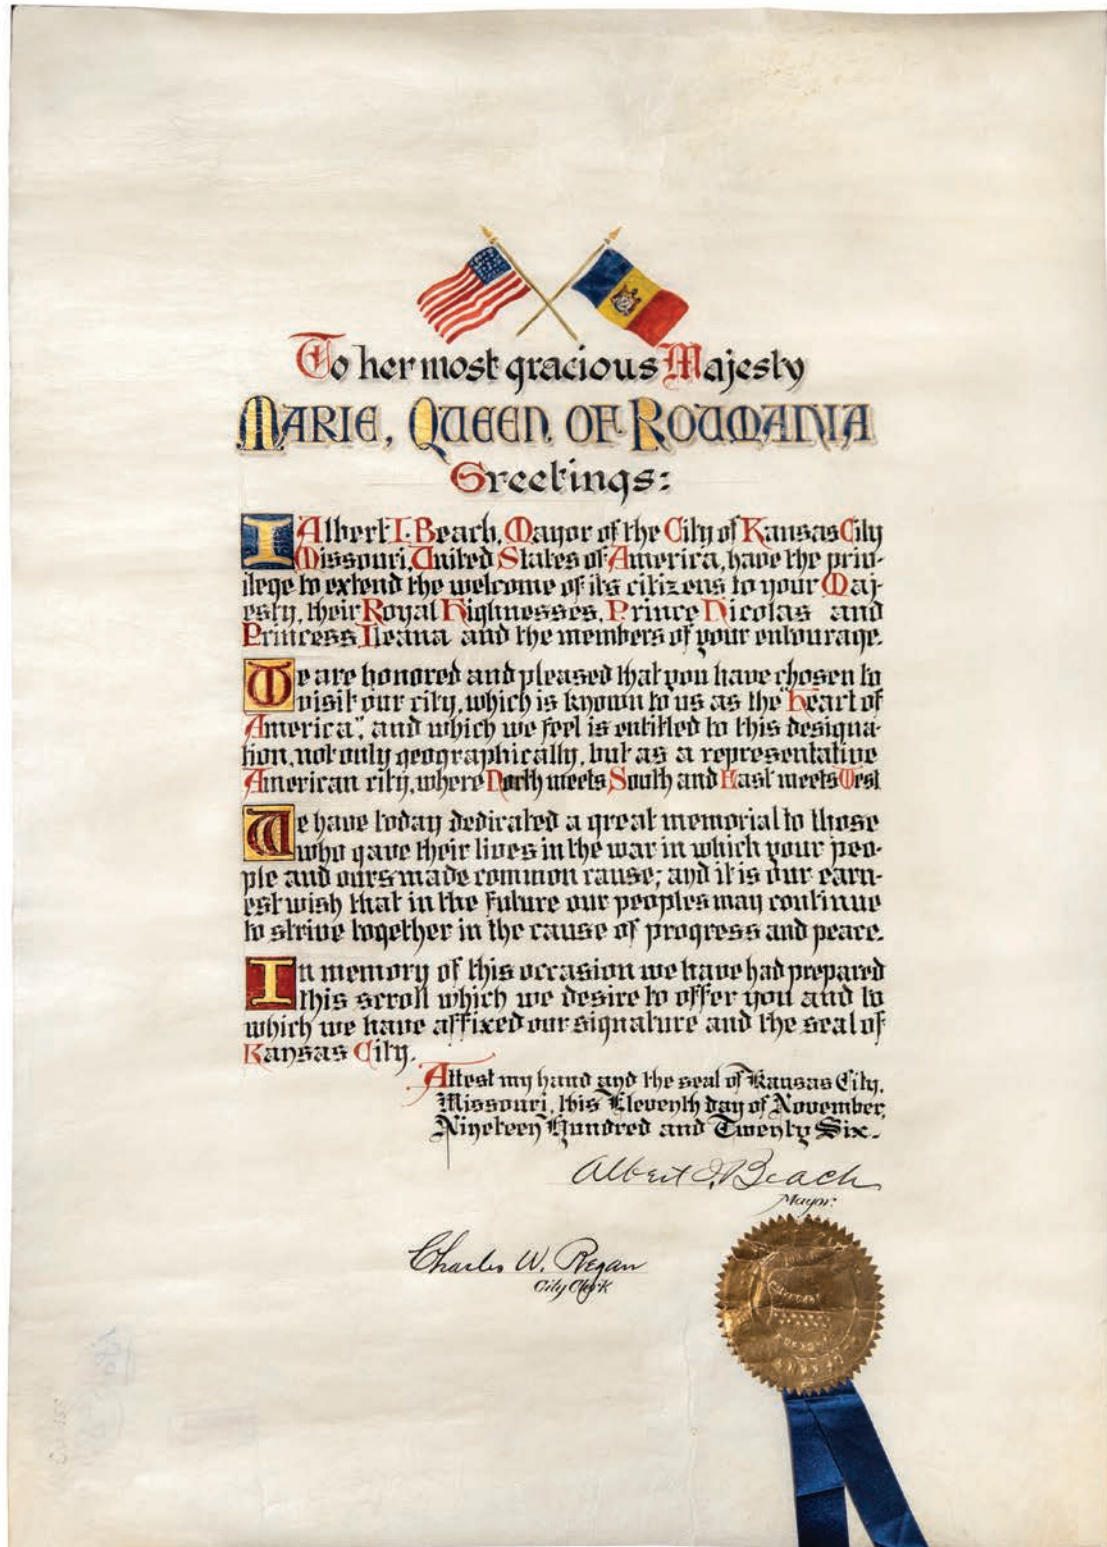 To her most gracious Majesty
MARIE, QUEEN OF ROUMANIA
Greetings:
I Albert I. Beach, Mayor of the City of Kansas City
Missouri, United States of America, have the priv-
ilege to extend the welcome of its citizens to your Maj-
esty, their Royal Highnesses, Prince Nicolas and
Princess Ileana and the members of your entourage.
We are honored and pleased that you have chosen to
visit our city, which is known to us as the "Heart of
America", and which we feel is entitled to this designa-
tion, not only geographically, but as a representative
American city, where North meets South and East meets West
We have today dedicated a great memorial to those
who gave their lives in the war in which your peo-
ple and ours made common cause; and it is our earn-
est wish that in the future our peoples may continue
to strive together in the cause of progress and peace.
In memory of this occasion we have had prepared
this scroll which we desire to offer you and to
which we have affixed our signature and the seal of
Kansas City.
Attest my hand and the seal of Kansas City,
Missouri, this Eleventh day of November,
Nineteen Hundred and Twenty Six.
Albert I. Beach
Mayor.
Charles W. Regan
City Clerk